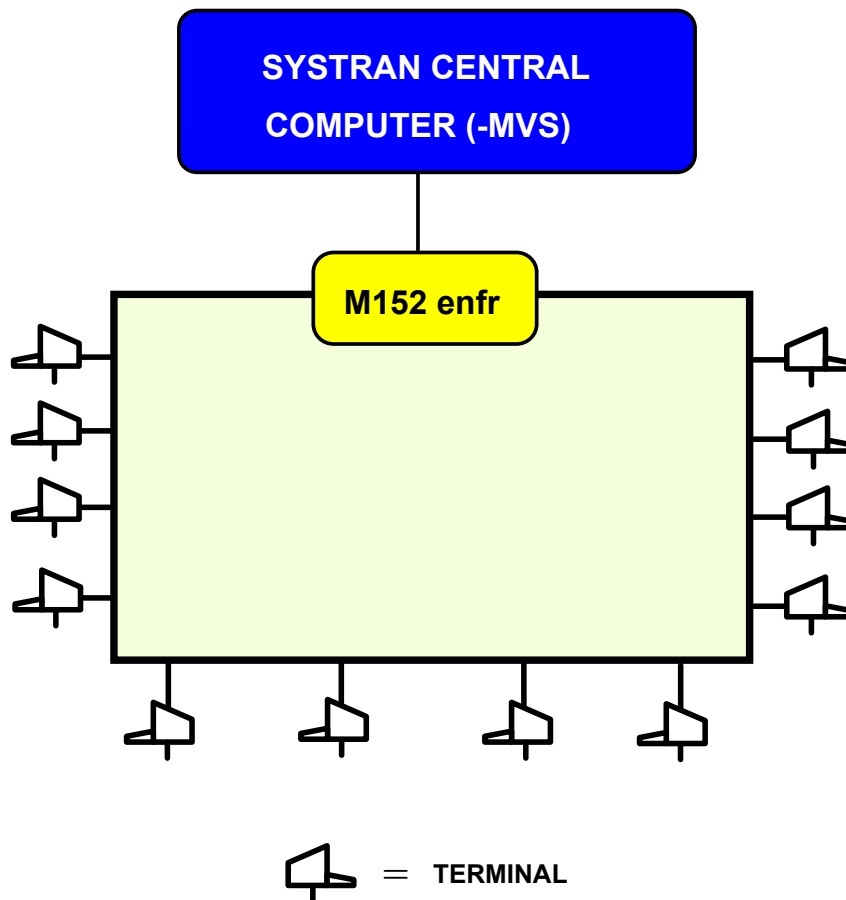 SYSTRAN CENTRAL
COMPUTER (-MVS)
M152 enfr
= TERMINAL